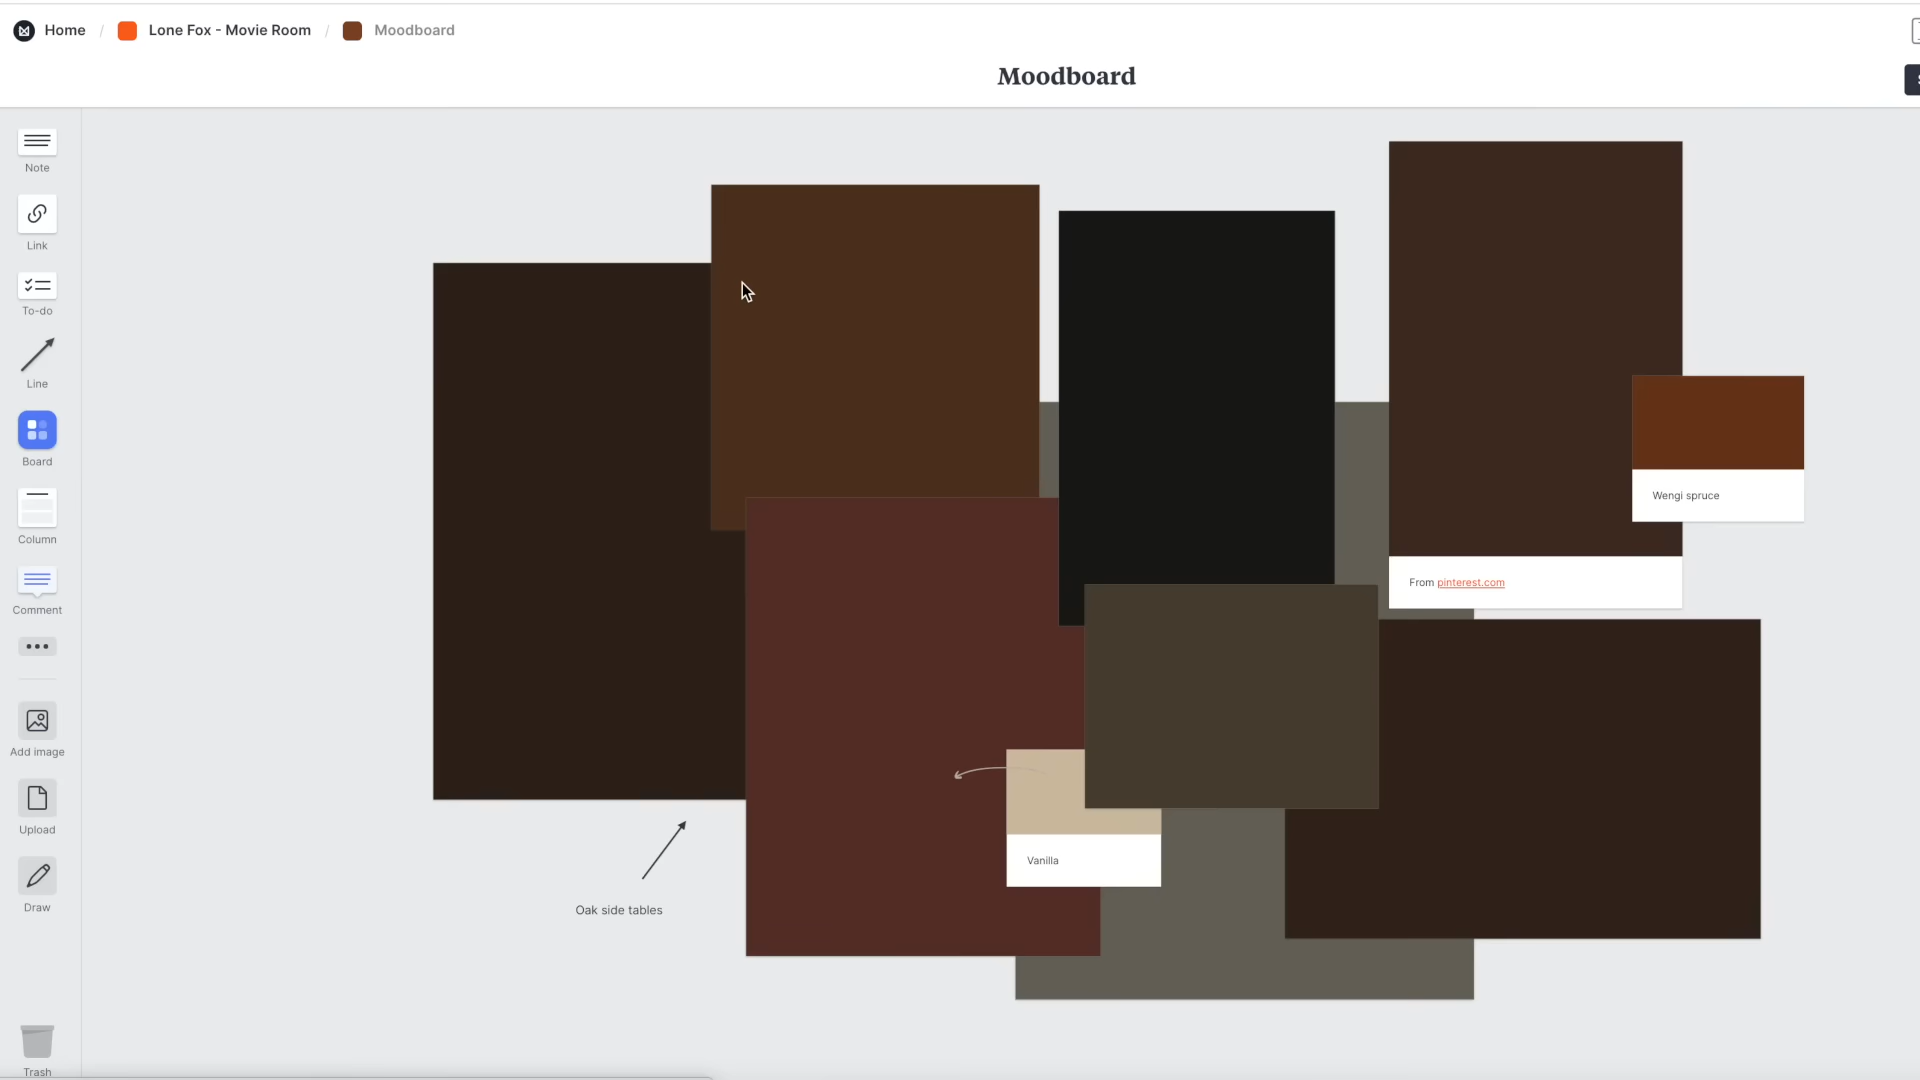 Home / Lone Fox - Movie Room / Moodboard
Moodboard
Note
Link
To-do
Line
Board
Column
Comment
Add image
Upload
Draw
Trash
Wengi spruce
From pinterest.com
Vanilla
Oak side tables